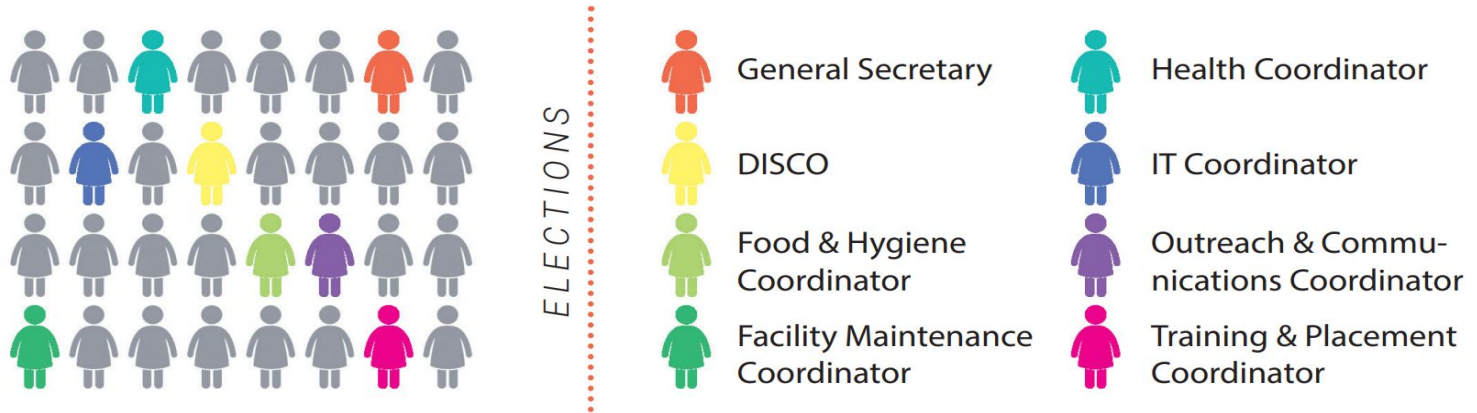 ELECTIONS
General Secretary
Health Coordinator
DISCO
IT Coordinator
Food & Hygiene
Coordinator
Outreach & Commu-
nications Coordinator
Facility Maintenance
Coordinator
Training & Placement
Coordinator